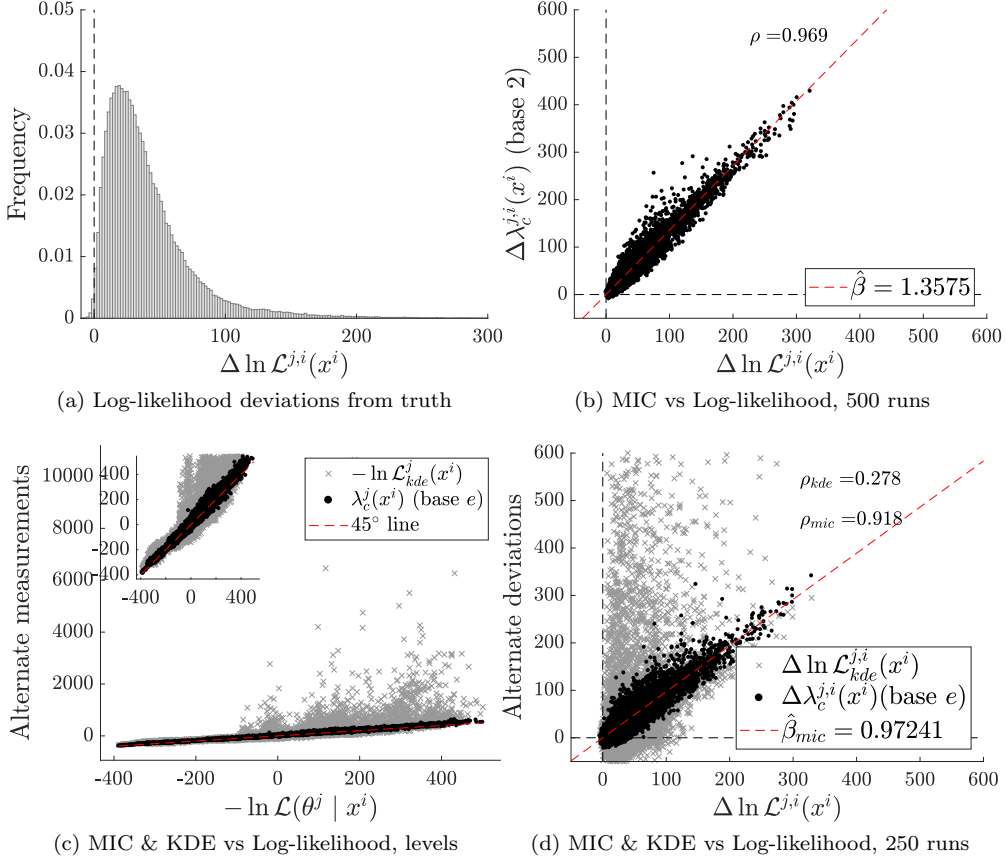 0.05
0.04
0.03
0.02
0.01
0
Frequency
0 100 200 300
Δ ln 𝓛^{j,i}(x^i)
(a) Log-likelihood deviations from truth
600
500
400
300
200
100
0
Δλ_c^{j,i}(x^i) (base 2)
ρ =0.969
β̂ = 1.3575
0 100 200 300 400 500 600
Δ ln 𝓛^{j,i}(x^i)
(b) MIC vs Log-likelihood, 500 runs
10000
8000
6000
4000
2000
0
Alternate measurements
400
200
0
-200
-400
-400 0 400
− ln 𝓛_{kde}^j(x^i)
λ_c^j(x^i) (base e)
45° line
-400 -200 0 200 400
− ln 𝓛(θ^j | x^i)
(c) MIC & KDE vs Log-likelihood, levels
600
500
400
300
200
100
0
Alternate deviations
ρ_{kde} =0.278
ρ_{mic} =0.918
Δ ln 𝓛_{kde}^{j,i}(x^i)
Δλ_c^{j,i}(x^i)(base e)
β̂_{mic} = 0.97241
0 100 200 300 400 500 600
Δ ln 𝓛^{j,i}(x^i)
(d) MIC & KDE vs Log-likelihood, 250 runs